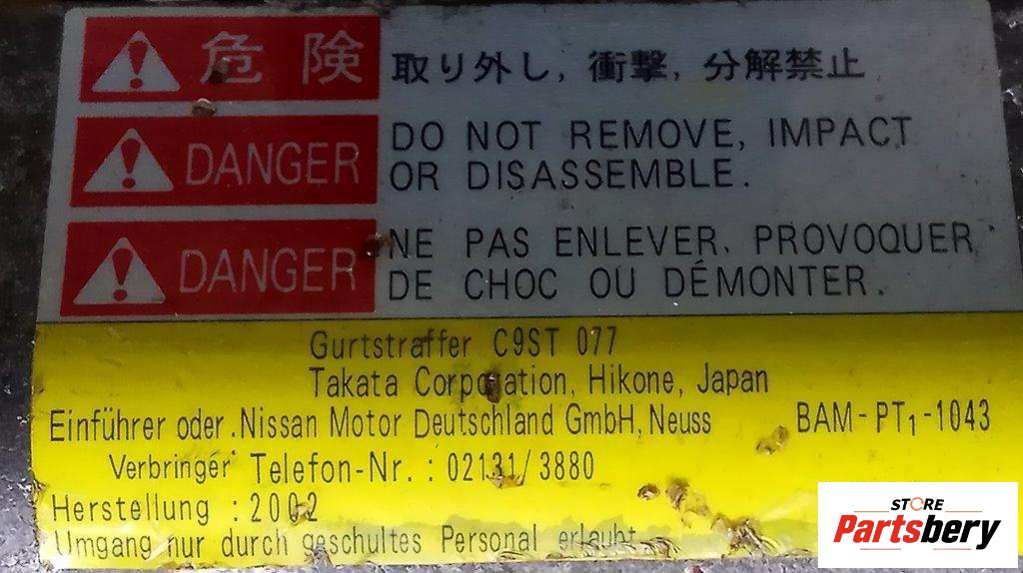 危険 取り外し, 衝撃, 分解禁止
DANGER DO NOT REMOVE, IMPACT
OR DISASSEMBLE.
DANGER NE PAS ENLEVER, PROVOQUER
DE CHOC OU DÉMONTER.
Gurtstraffer C9ST 077
Takata Corporation, Hikone, Japan
Einführer oder Nissan Motor Deutschland GmbH, Neuss BAM-PT1-1043
Verbringer Telefon-Nr.: 02131/3880
Herstellung : 2002
Umgang nur durch geschultes Personal erlaubt
STORE
Partsbery